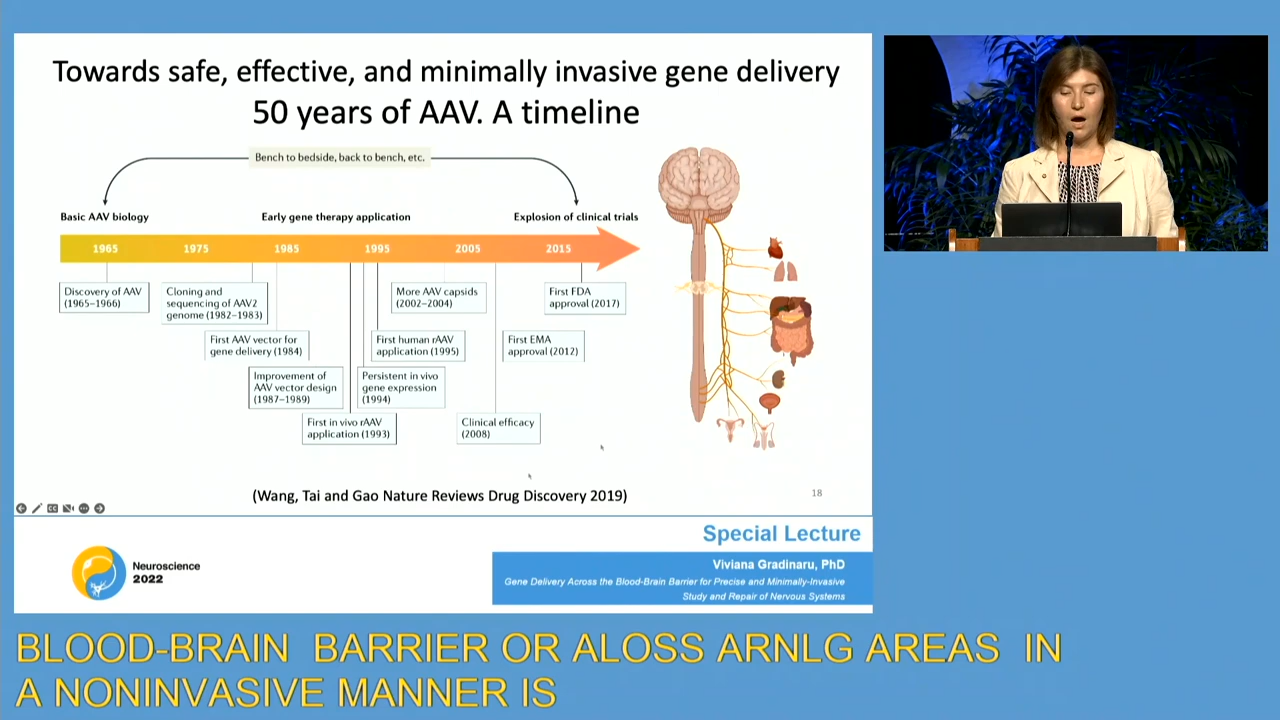 Towards safe, effective, and minimally invasive gene delivery
50 years of AAV. A timeline
Bench to bedside, back to bench, etc.
Basic AAV biology
Early gene therapy application
Explosion of clinical trials
1965 1975 1985 1995 2005 2015
Discovery of AAV
(1965–1966)
Cloning and
sequencing of AAV2
genome (1982–1983)
More AAV capsids
(2002–2004)
First FDA
approval (2017)
First AAV vector for
gene delivery (1984)
First human rAAV
application (1995)
First EMA
approval (2012)
Improvement of
AAV vector design
(1987–1989)
Persistent in vivo
gene expression
(1994)
First in vivo rAAV
application (1993)
Clinical efficacy
(2008)
(Wang, Tai and Gao Nature Reviews Drug Discovery 2019)
18
Special Lecture
Neuroscience
2022
Viviana Gradinaru, PhD
Gene Delivery Across the Blood-Brain Barrier for Precise and Minimally-Invasive
Study and Repair of Nervous Systems
BLOOD-BRAIN BARRIER OR ALOSS ARNLG AREAS IN
A NONINVASIVE MANNER IS